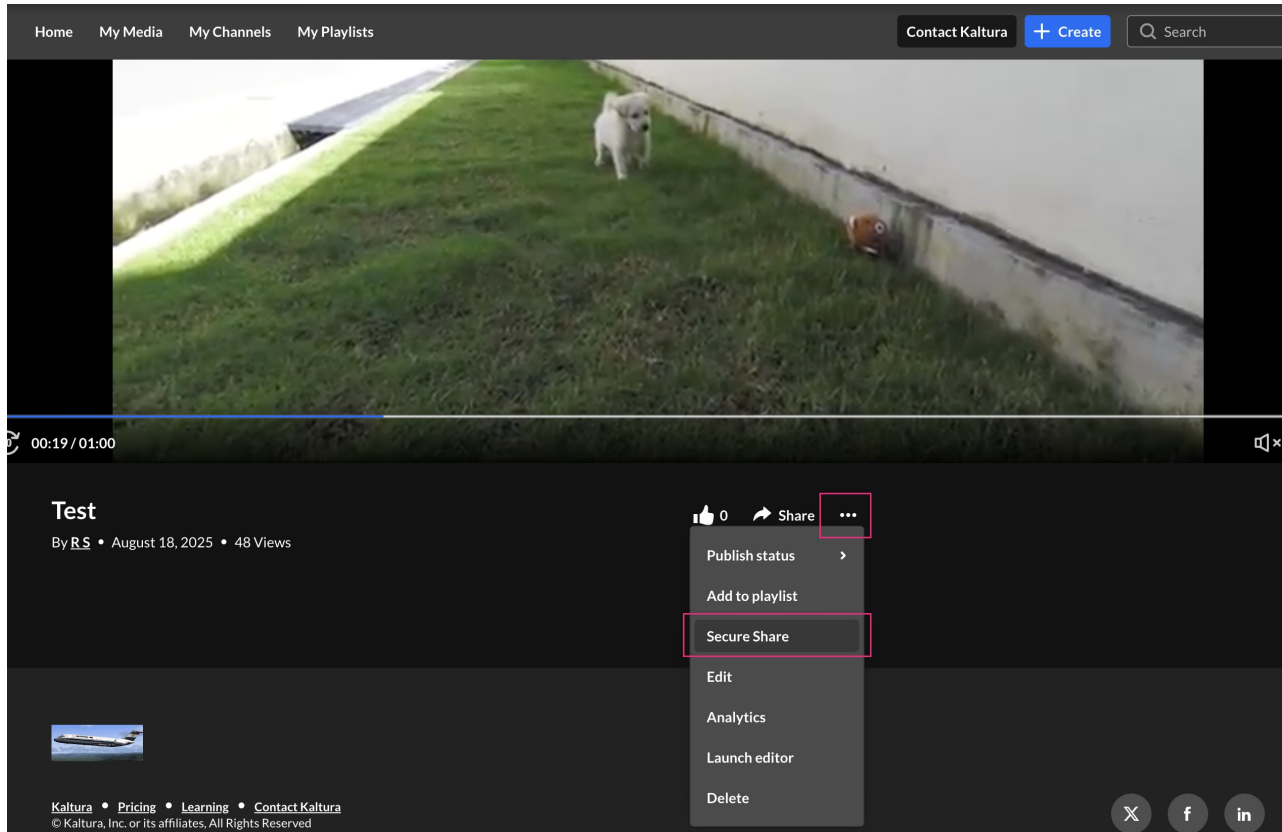 Home My Media My Channels My Playlists Contact Kaltura + Create Search
00:19 / 01:00
Test
By R S • August 18, 2025 • 48 Views
0 Share •••
Publish status >
Add to playlist
Secure Share
Edit
Analytics
Launch editor
Delete
Kaltura • Pricing • Learning • Contact Kaltura
© Kaltura, Inc. or its affiliates, All Rights Reserved
X f in